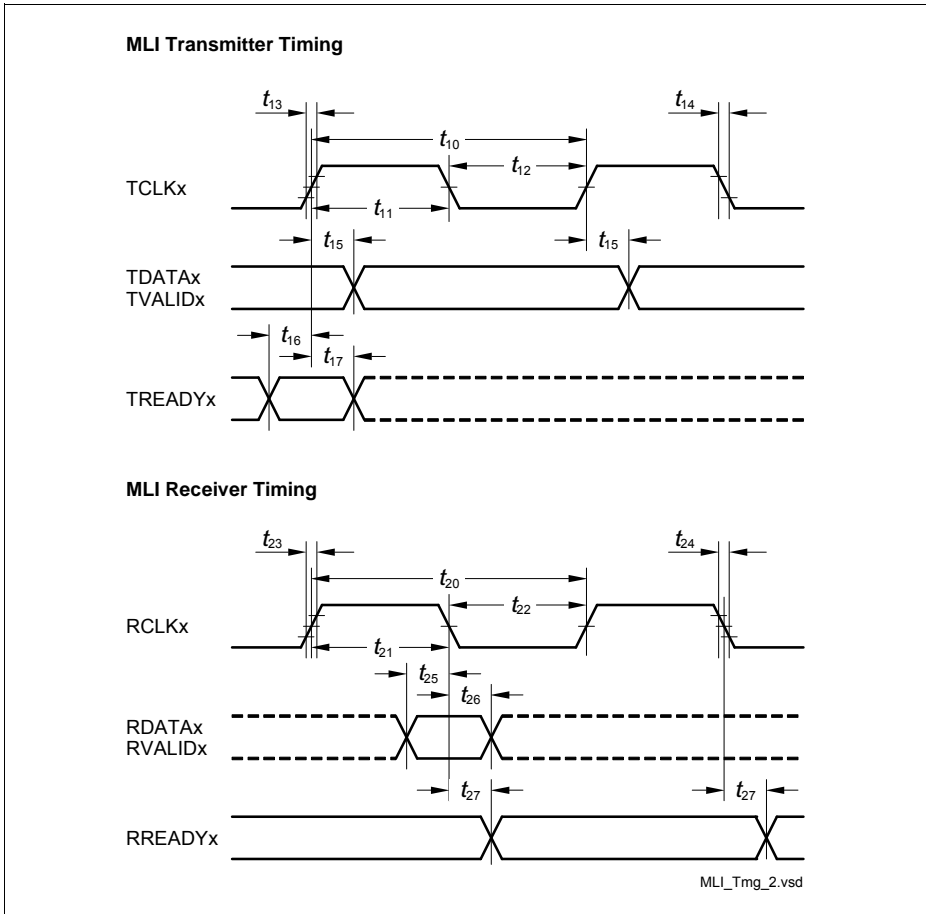 MLI Transmitter Timing
t13
t14
t10
t12
TCLKx
t11
t15
t15
TDATAx
TVALIDx
t16
t17
TREADYx
MLI Receiver Timing
t23
t24
t20
t22
RCLKx
t21
t25
t26
RDATAx
RVALIDx
t27
t27
RREADYx
MLI_Tmg_2.vsd